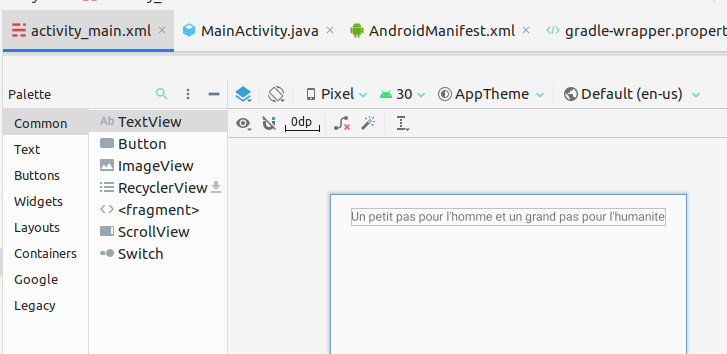 activity_main.xml MainActivity.java AndroidManifest.xml gradle-wrapper.propert
Palette Pixel 30 AppTheme Default (en-us)
Common Ab TextView 0dp
Text Button
Buttons ImageView
Widgets RecyclerView
Layouts <fragment>
Containers ScrollView
Google Switch
Legacy
Un petit pas pour l'homme et un grand pas pour l'humanite